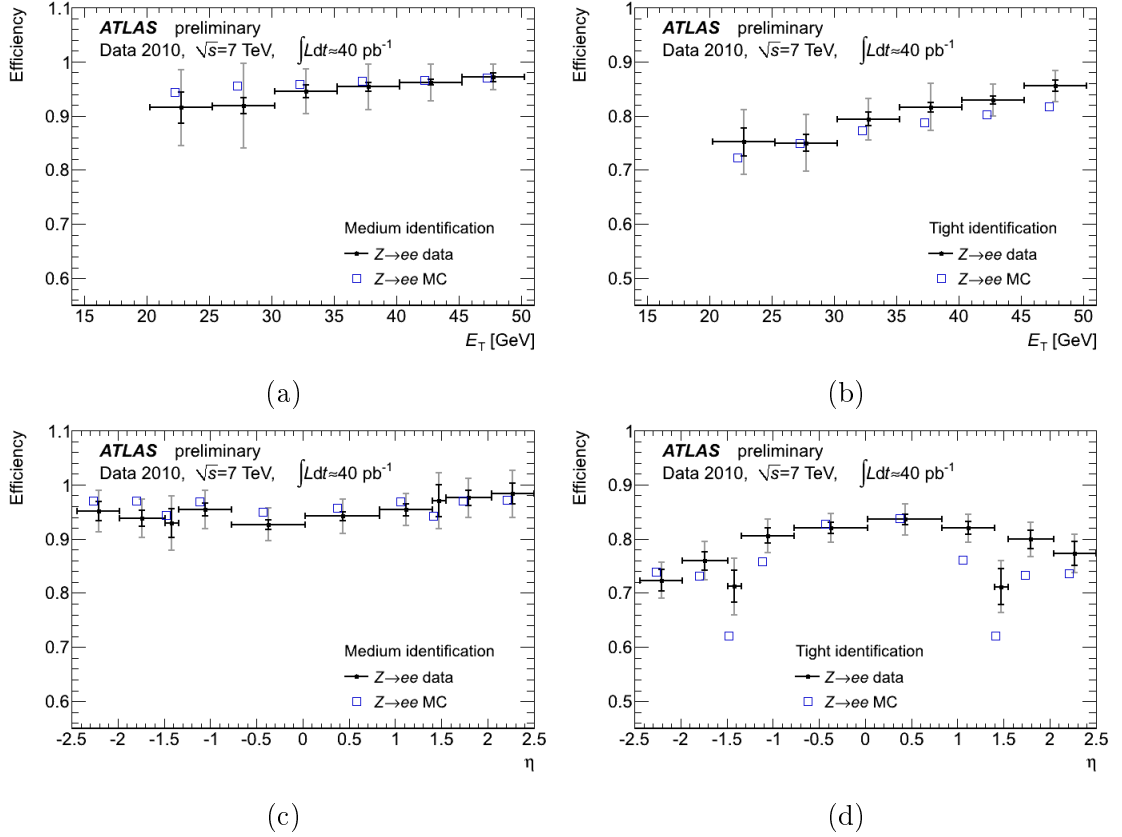 1.1
ATLAS preliminary
Data 2010, √s=7 TeV, ∫Ldt≈40 pb-1
Efficiency
1
0.9
0.8
0.7
0.6
Medium identification
Z→ee data
Z→ee MC
15 20 25 30 35 40 45 50
ET [GeV]
(a)
1
ATLAS preliminary
Data 2010, √s=7 TeV, ∫Ldt≈40 pb-1
Efficiency
0.9
0.8
0.7
0.6
0.5
Tight identification
Z→ee data
Z→ee MC
15 20 25 30 35 40 45 50
ET [GeV]
(b)
1.1
ATLAS preliminary
Data 2010, √s=7 TeV, ∫Ldt≈40 pb-1
Efficiency
1
0.9
0.8
0.7
0.6
Medium identification
Z→ee data
Z→ee MC
-2.5 -2 -1.5 -1 -0.5 0 0.5 1 1.5 2 2.5
η
(c)
1
ATLAS preliminary
Data 2010, √s=7 TeV, ∫Ldt≈40 pb-1
Efficiency
0.9
0.8
0.7
0.6
0.5
Tight identification
Z→ee data
Z→ee MC
-2.5 -2 -1.5 -1 -0.5 0 0.5 1 1.5 2 2.5
η
(d)